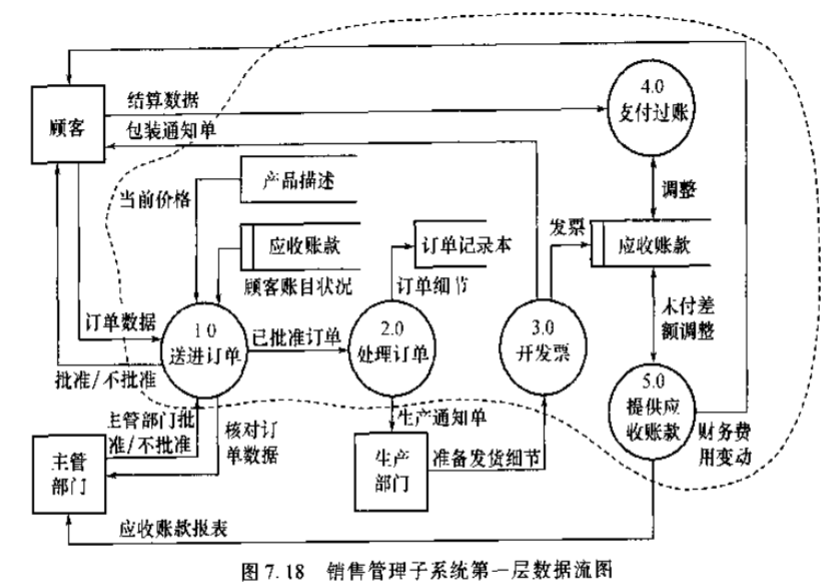 4.0
支付过账
顾客
结算数据
包装通知单
产品描述
当前价格
调整
应收账款
顾客账目状况
订单记录本
订单细节
发票
应收账款
订单数据
1.0
送进订单
已批准订单
2.0
处理订单
3.0
开发票
未付差
额调整
批准/不批准
5.0
提供应
收账款
主管部门批
准/不批准
核对订
单数据
生产通知单
财务费
用变动
主管
部门
生产
部门
准备发货细节
应收账款报表
图 7.18 销售管理子系统第一层数据流图